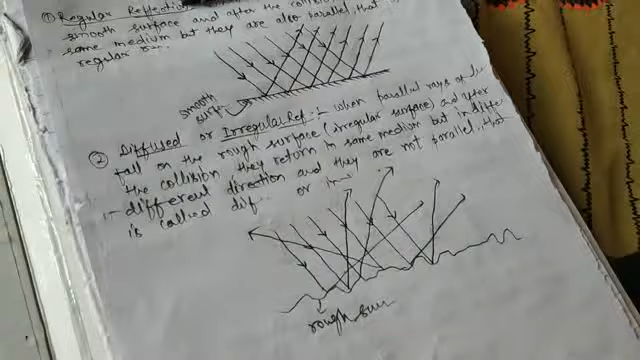 ① Regular Reflection
smooth surface and after the collision
same medium but they are also parallel that is
regular
smooth
surf
② Diffused or Irregular Ref :- when parallel rays of li
fall on the rough surface (irregular surface) and after
the collision they return in same medium but in diffe
:- different direction and they are not parallel, that
is called dif or
rough sur